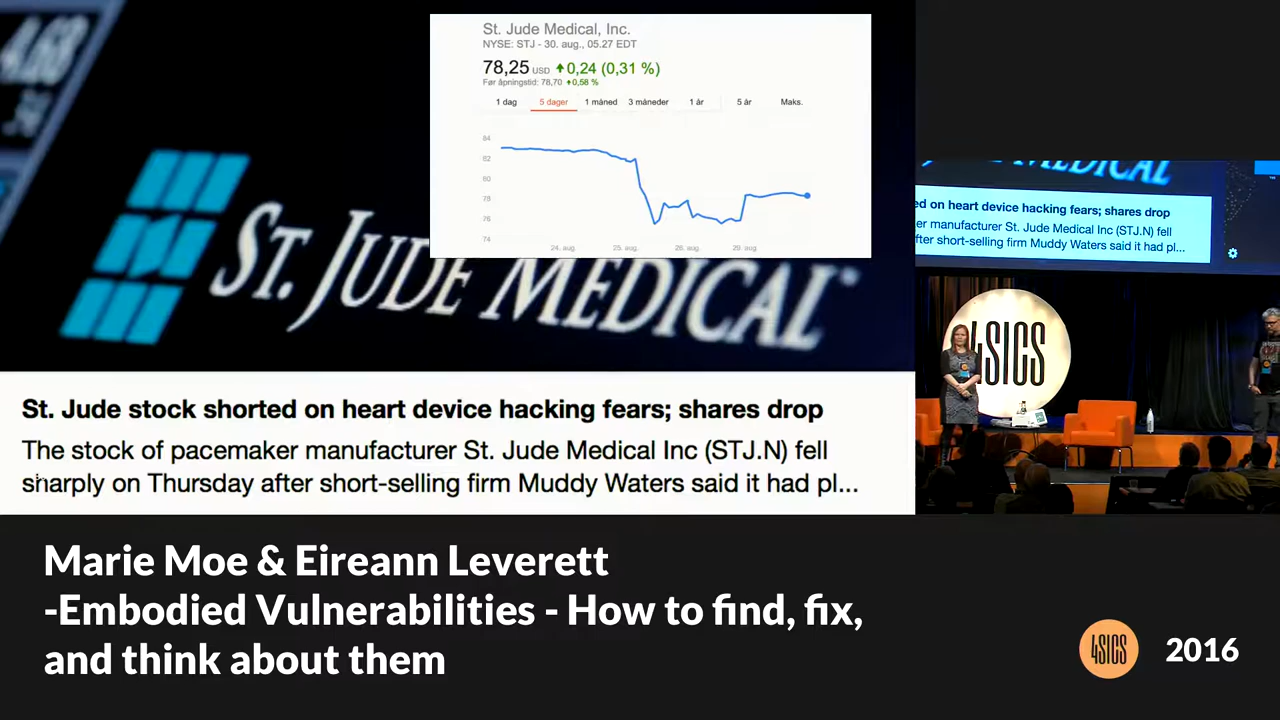 4.68
St. Jude Medical, Inc.
NYSE: STJ - 30. aug., 05.27 EDT
78,25 USD 0,24 (0,31 %)
Før åpningstid: 78,70 0,58 %
1 dag 5 dager 1 måned 3 måneder 1 år 5 år Maks.
84
82
80
78
76
74
24. aug. 25. aug. 26. aug. 29. aug.
ST. JUDE MEDICAL
St. Jude stock shorted on heart device hacking fears; shares drop
The stock of pacemaker manufacturer St. Jude Medical Inc (STJ.N) fell
sharply on Thursday after short-selling firm Muddy Waters said it had pl...
MEDICAL
ed on heart device hacking fears; shares drop
er manufacturer St. Jude Medical Inc (STJ.N) fell
fter short-selling firm Muddy Waters said it had pl...
4SICS
Marie Moe & Eireann Leverett
-Embodied Vulnerabilities - How to find, fix,
and think about them
4SICS 2016